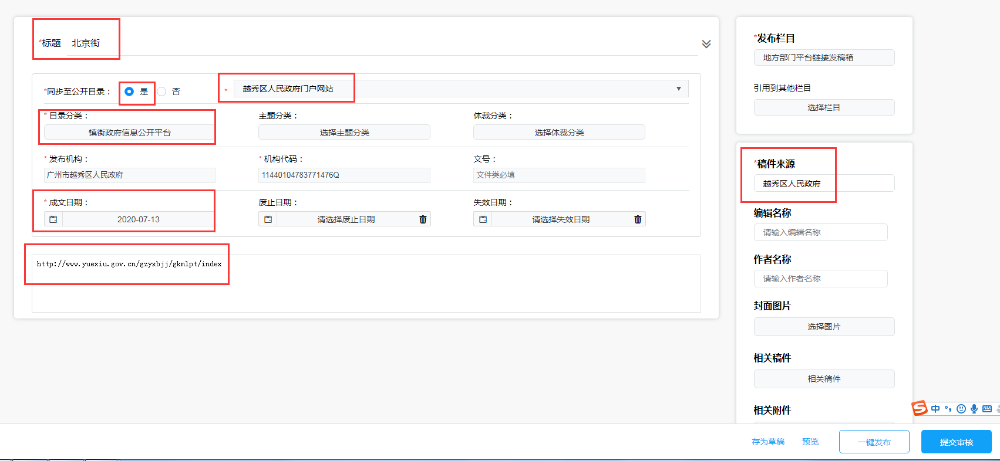 *标题 北京街
*同步至公开目录： 是 否 * 越秀区人民政府门户网站
* 目录分类： 主题分类： 体裁分类：
镇街政府信息公开平台 选择主题分类 选择体裁分类
* 发布机构： * 机构代码： 文号：
广州市越秀区人民政府 11440104783771476Q 文件类必填
* 成文日期： 废止日期： 失效日期：
2020-07-13 请选择废止日期 请选择失效日期
http://www.yuexiu.gov.cn/gzyxbjj/gkmlpt/index
*发布栏目
地方部门平台链接发稿箱
引用到其他栏目
选择栏目
*稿件来源
越秀区人民政府
编辑名称
请输入编辑名称
作者名称
请输入作者名称
封面图片
选择图片
相关稿件
相关稿件
相关附件
S 中
存为草稿 预览 一键发布 提交审核